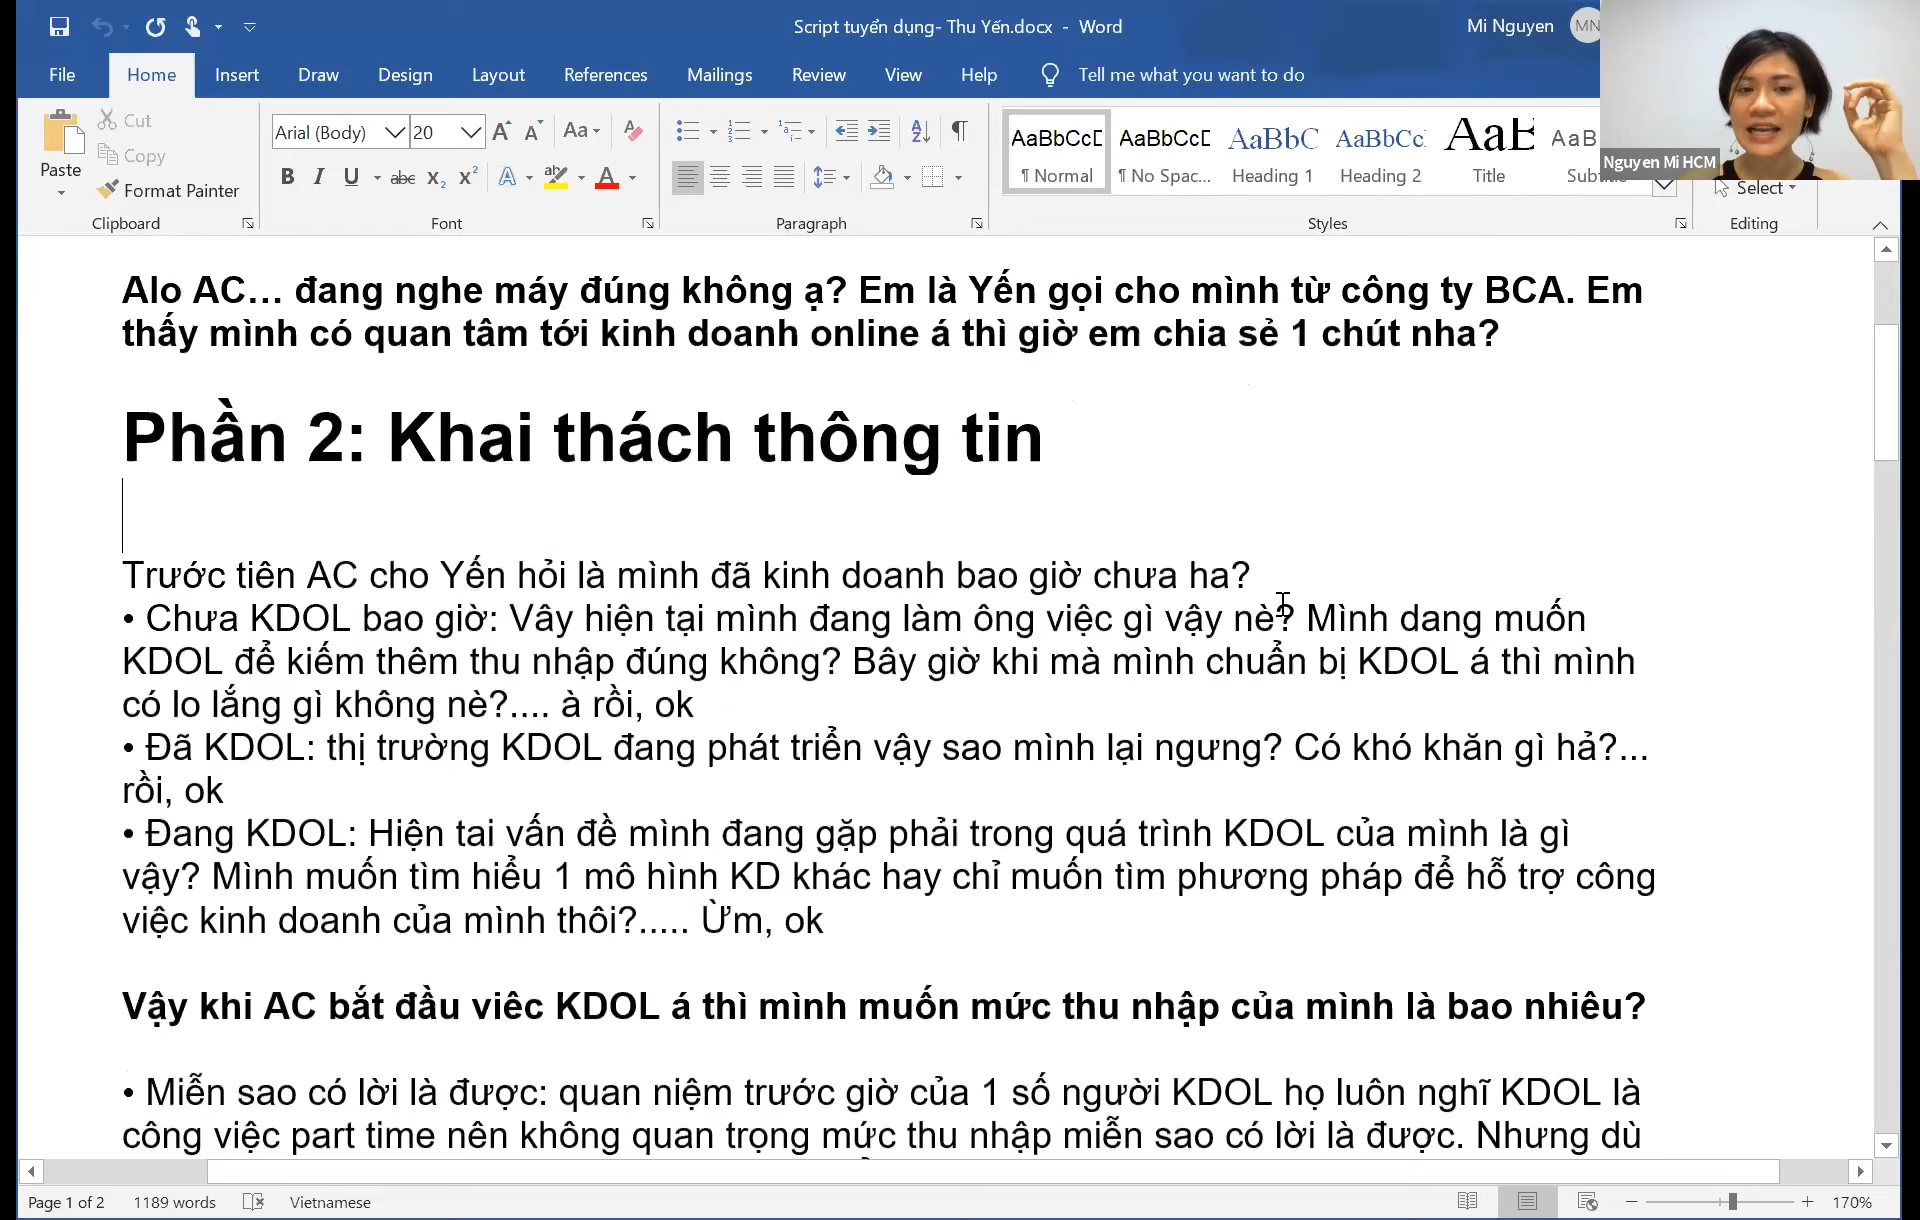 Script tuyển dụng- Thu Yến.docx - Word
Mi Nguyen
MN
File Home Insert Draw Design Layout References Mailings Review View Help Tell me what you want to do
Paste
Cut
Copy
Format Painter
Clipboard
Arial (Body) 20
Font
Paragraph
AaBbCcD
¶ Normal
AaBbCcD
¶ No Spac...
AaBbC
Heading 1
AaBbCc
Heading 2
AaB
Title
AaB
Styles
Select
Editing
Nguyen Mi HCM
Alo AC... đang nghe máy đúng không ạ? Em là Yến gọi cho mình từ công ty BCA. Em
thấy mình có quan tâm tới kinh doanh online á thì giờ em chia sẻ 1 chút nha?
Phần 2: Khai thách thông tin
Trước tiên AC cho Yến hỏi là mình đã kinh doanh bao giờ chưa ha?
• Chưa KDOL bao giờ: Vây hiện tại mình đang làm ông việc gì vậy nè? Mình dang muốn
KDOL để kiếm thêm thu nhập đúng không? Bây giờ khi mà mình chuẩn bị KDOL á thì mình
có lo lắng gì không nè?.... à rồi, ok
• Đã KDOL: thị trường KDOL đang phát triển vậy sao mình lại ngưng? Có khó khăn gì hả?...
rồi, ok
• Đang KDOL: Hiện tai vấn đề mình đang gặp phải trong quá trình KDOL của mình là gì
vậy? Mình muốn tìm hiểu 1 mô hình KD khác hay chỉ muốn tìm phương pháp để hỗ trợ công
việc kinh doanh của mình thôi?..... Ừm, ok
Vậy khi AC bắt đầu viêc KDOL á thì mình muốn mức thu nhập của mình là bao nhiêu?
• Miễn sao có lời là được: quan niệm trước giờ của 1 số người KDOL họ luôn nghĩ KDOL là
công việc part time nên không quan trọng mức thu nhập miễn sao có lời là được. Nhưng dù
Page 1 of 2 1189 words Vietnamese 170%